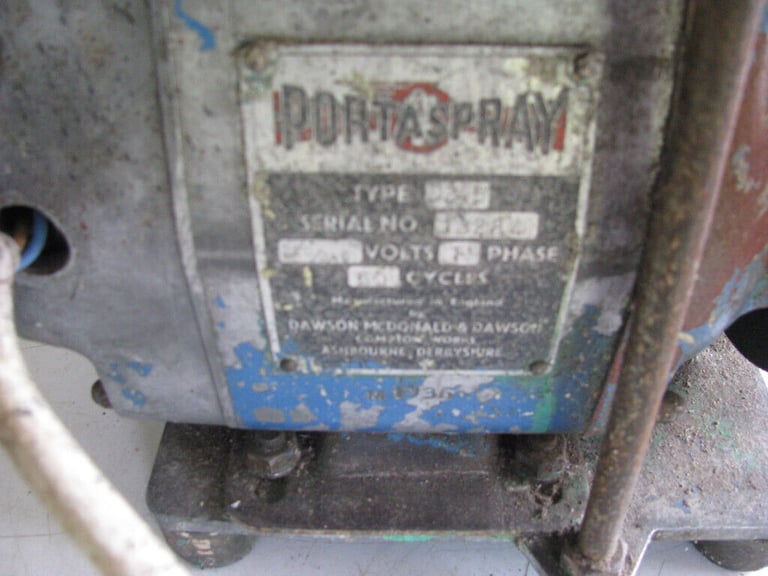 PORTASPRAY
TYPE
SERIAL NO.
VOLTS PHASE
CYCLES
Manufactured in England
by
DAWSON MCDONALD & DAWSON
COMPTON WORKS
ASHBOURNE, DERBYSHIRE